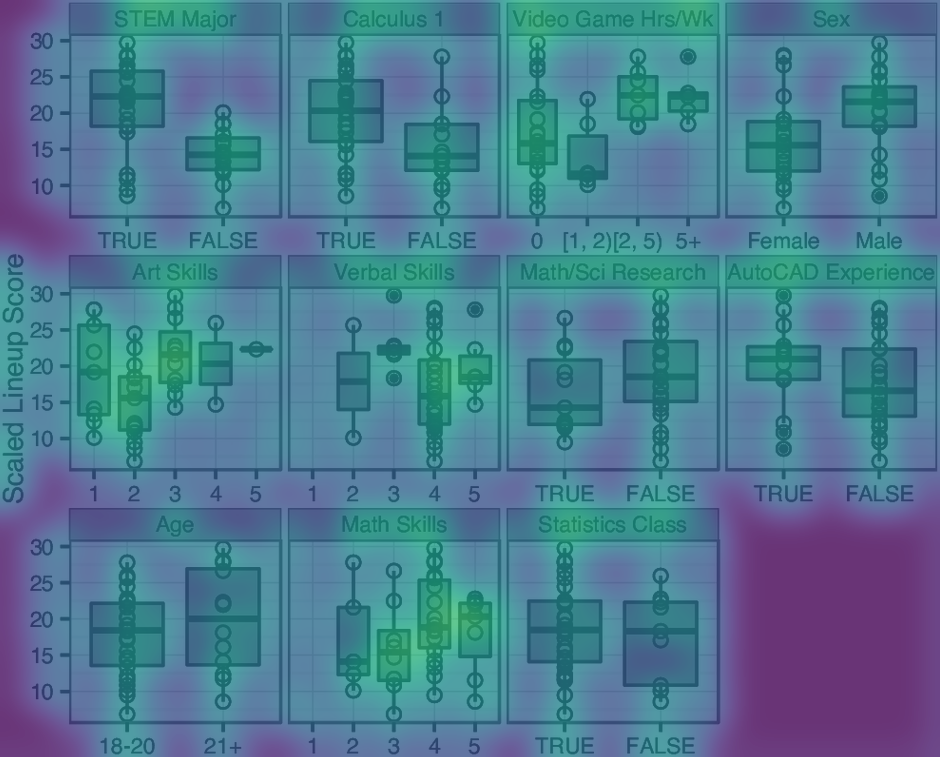 STEM Major Calculus 1 Video Game Hrs/Wk Sex
30
25
20
15
10
TRUE FALSE TRUE FALSE 0 [1, 2) [2, 5) 5+ Female Male
Scaled Lineup Score
Art Skills Verbal Skills Math/Sci Research AutoCAD Experience
30
25
20
15
10
1 2 3 4 5 1 2 3 4 5 TRUE FALSE TRUE FALSE
Age Math Skills Statistics Class
30
25
20
15
10
18-20 21+ 1 2 3 4 5 TRUE FALSE